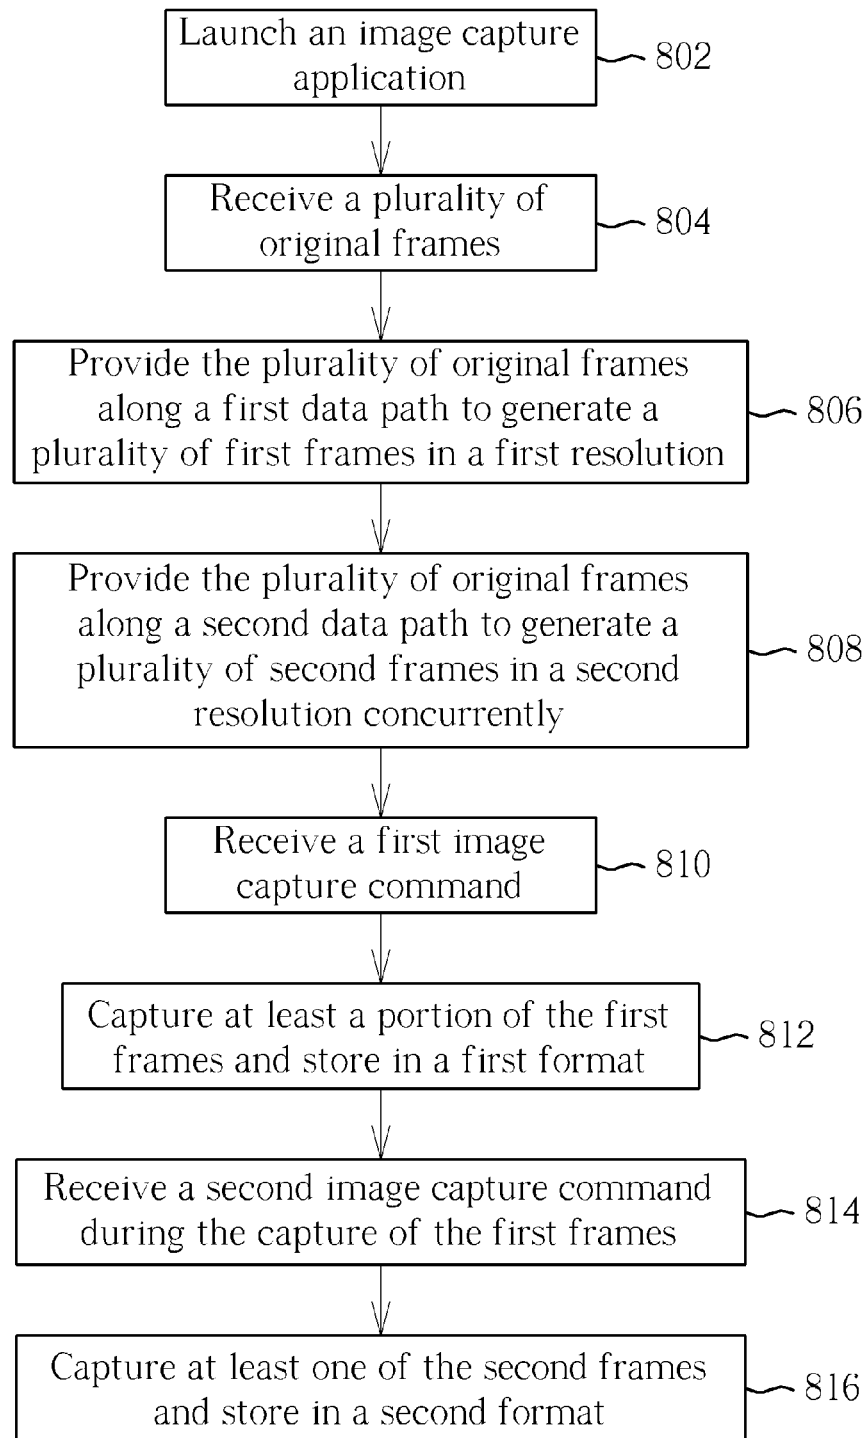 Launch an image capture
application
802
Receive a plurality of
original frames
804
Provide the plurality of original frames
along a first data path to generate a
plurality of first frames in a first resolution
806
Provide the plurality of original frames
along a second data path to generate a
plurality of second frames in a second
resolution concurrently
808
Receive a first image
capture command
810
Capture at least a portion of the first
frames and store in a first format
812
Receive a second image capture command
during the capture of the first frames
814
Capture at least one of the second frames
and store in a second format
816